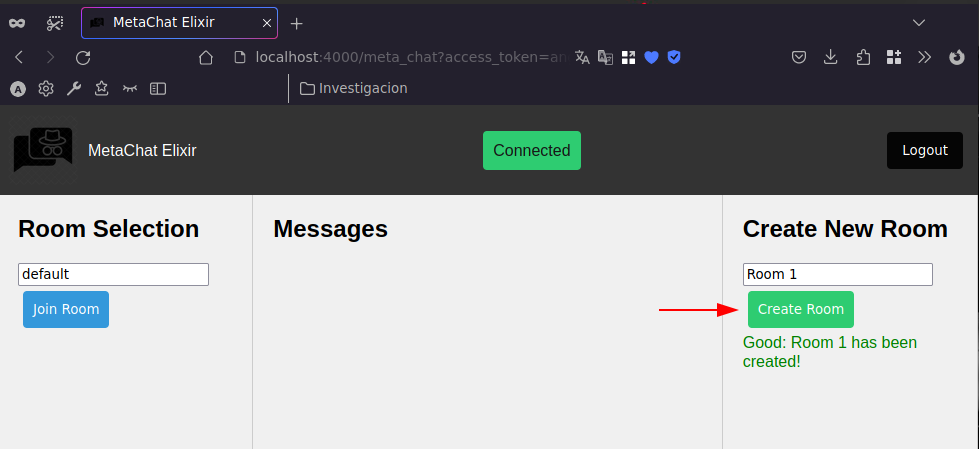 MetaChat Elixir
localhost:4000/meta_chat?access_token=an
A
Investigacion
MetaChat Elixir
Connected
Logout
Room Selection
default
Join Room
Messages
Create New Room
Room 1
Create Room
Good: Room 1 has been
created!